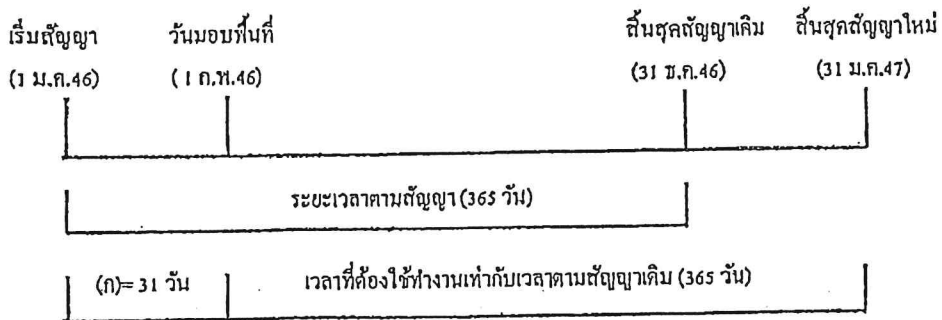 เริ่มสัญญา วันมอบพื้นที่ สิ้นสุดสัญญาเดิม สิ้นสุดสัญญาใหม่
(1 ม.ค.46) (1 ก.พ.46) (31 ธ.ค.46) (31 ม.ค.47)
ระยะเวลาตามสัญญา (365 วัน)
(ก)= 31 วัน เวลาที่ต้องใช้ทำงานเท่ากับเวลาตามสัญญาเดิม (365 วัน)